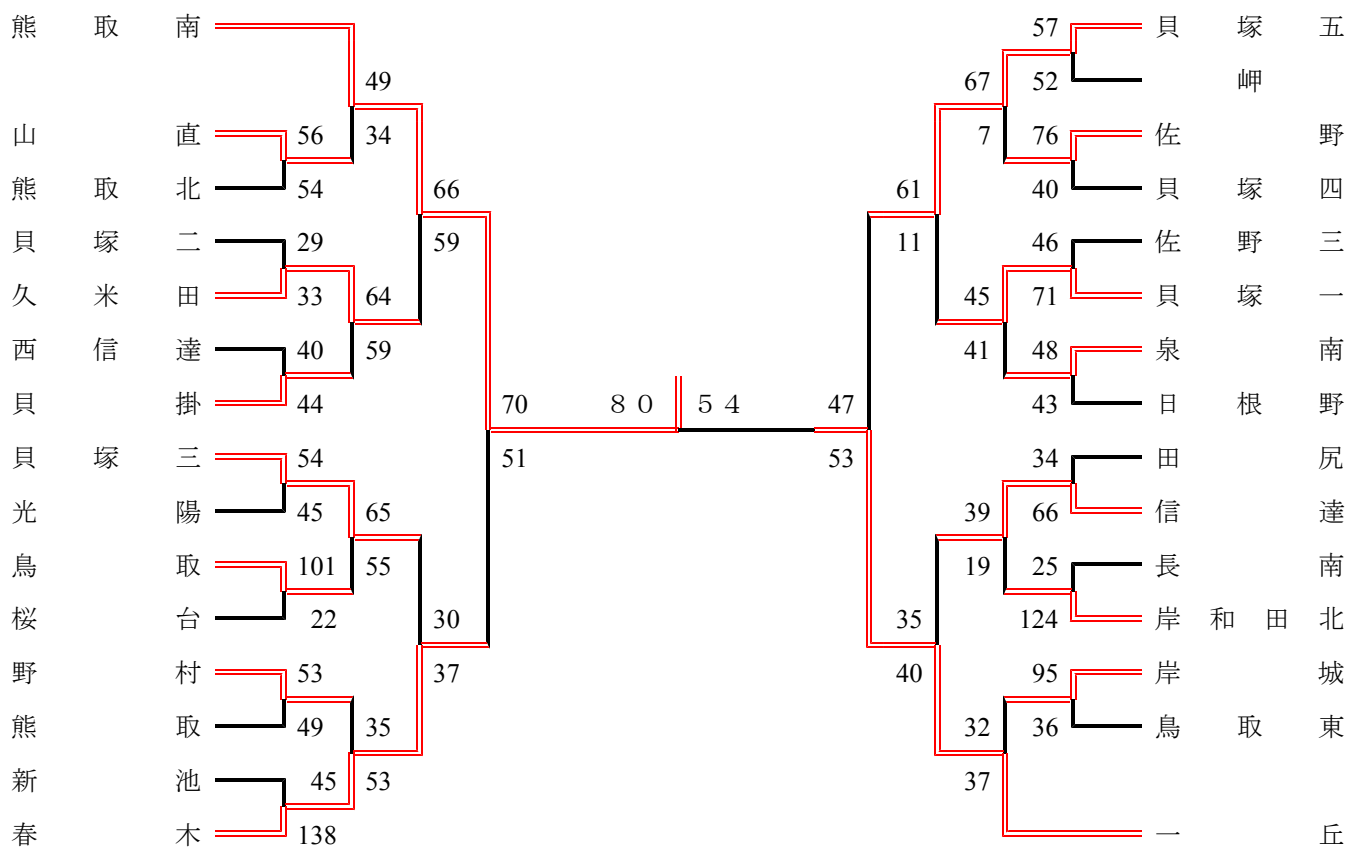 熊取南
57
貝塚五
49
67
52
岬
山直
56
34
7
76
佐野
熊取北
54
66
61
40
貝塚四
貝塚二
29
59
11
46
佐野三
久米田
33
64
45
71
貝塚一
西信達
40
59
41
48
泉南
貝掛
44
70
80
54
47
43
日根野
貝塚三
54
51
53
34
田尻
光陽
45
65
39
66
信達
鳥取
101
55
19
25
長南
桜台
22
30
35
124
岸和田北
野村
53
37
40
95
岸城
熊取
49
35
32
36
鳥取東
新池
45
53
37
春木
138
一丘